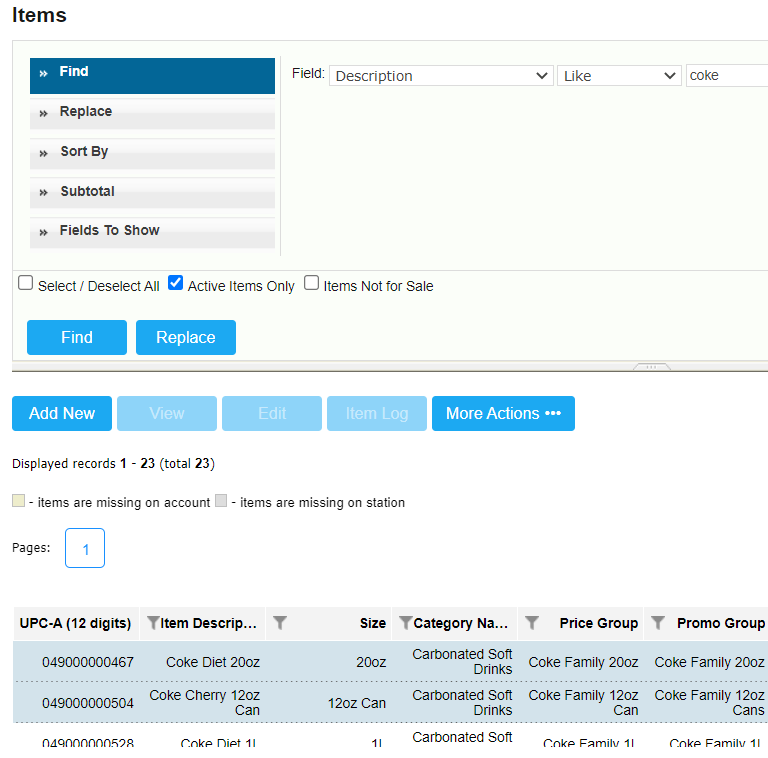 Items
» Find
Field: Description Like coke
» Replace
» Sort By
» Subtotal
» Fields To Show
Select / Deselect All Active Items Only Items Not for Sale
Find Replace
Add New View Edit Item Log More Actions •••
Displayed records 1 - 23 (total 23)
- items are missing on account - items are missing on station
Pages: 1
UPC-A (12 digits) Item Descrip... Size Category Na... Price Group Promo Group
049000000467 Coke Diet 20oz 20oz Carbonated Soft Drinks Coke Family 20oz Coke Family 20oz
049000000504 Coke Cherry 12oz Can 12oz Can Carbonated Soft Drinks Coke Family 12oz Can Coke Family 12oz Cans
049000000528 Coke Diet 1L 1L Carbonated Soft Coke Family 1L Coke Family 1L